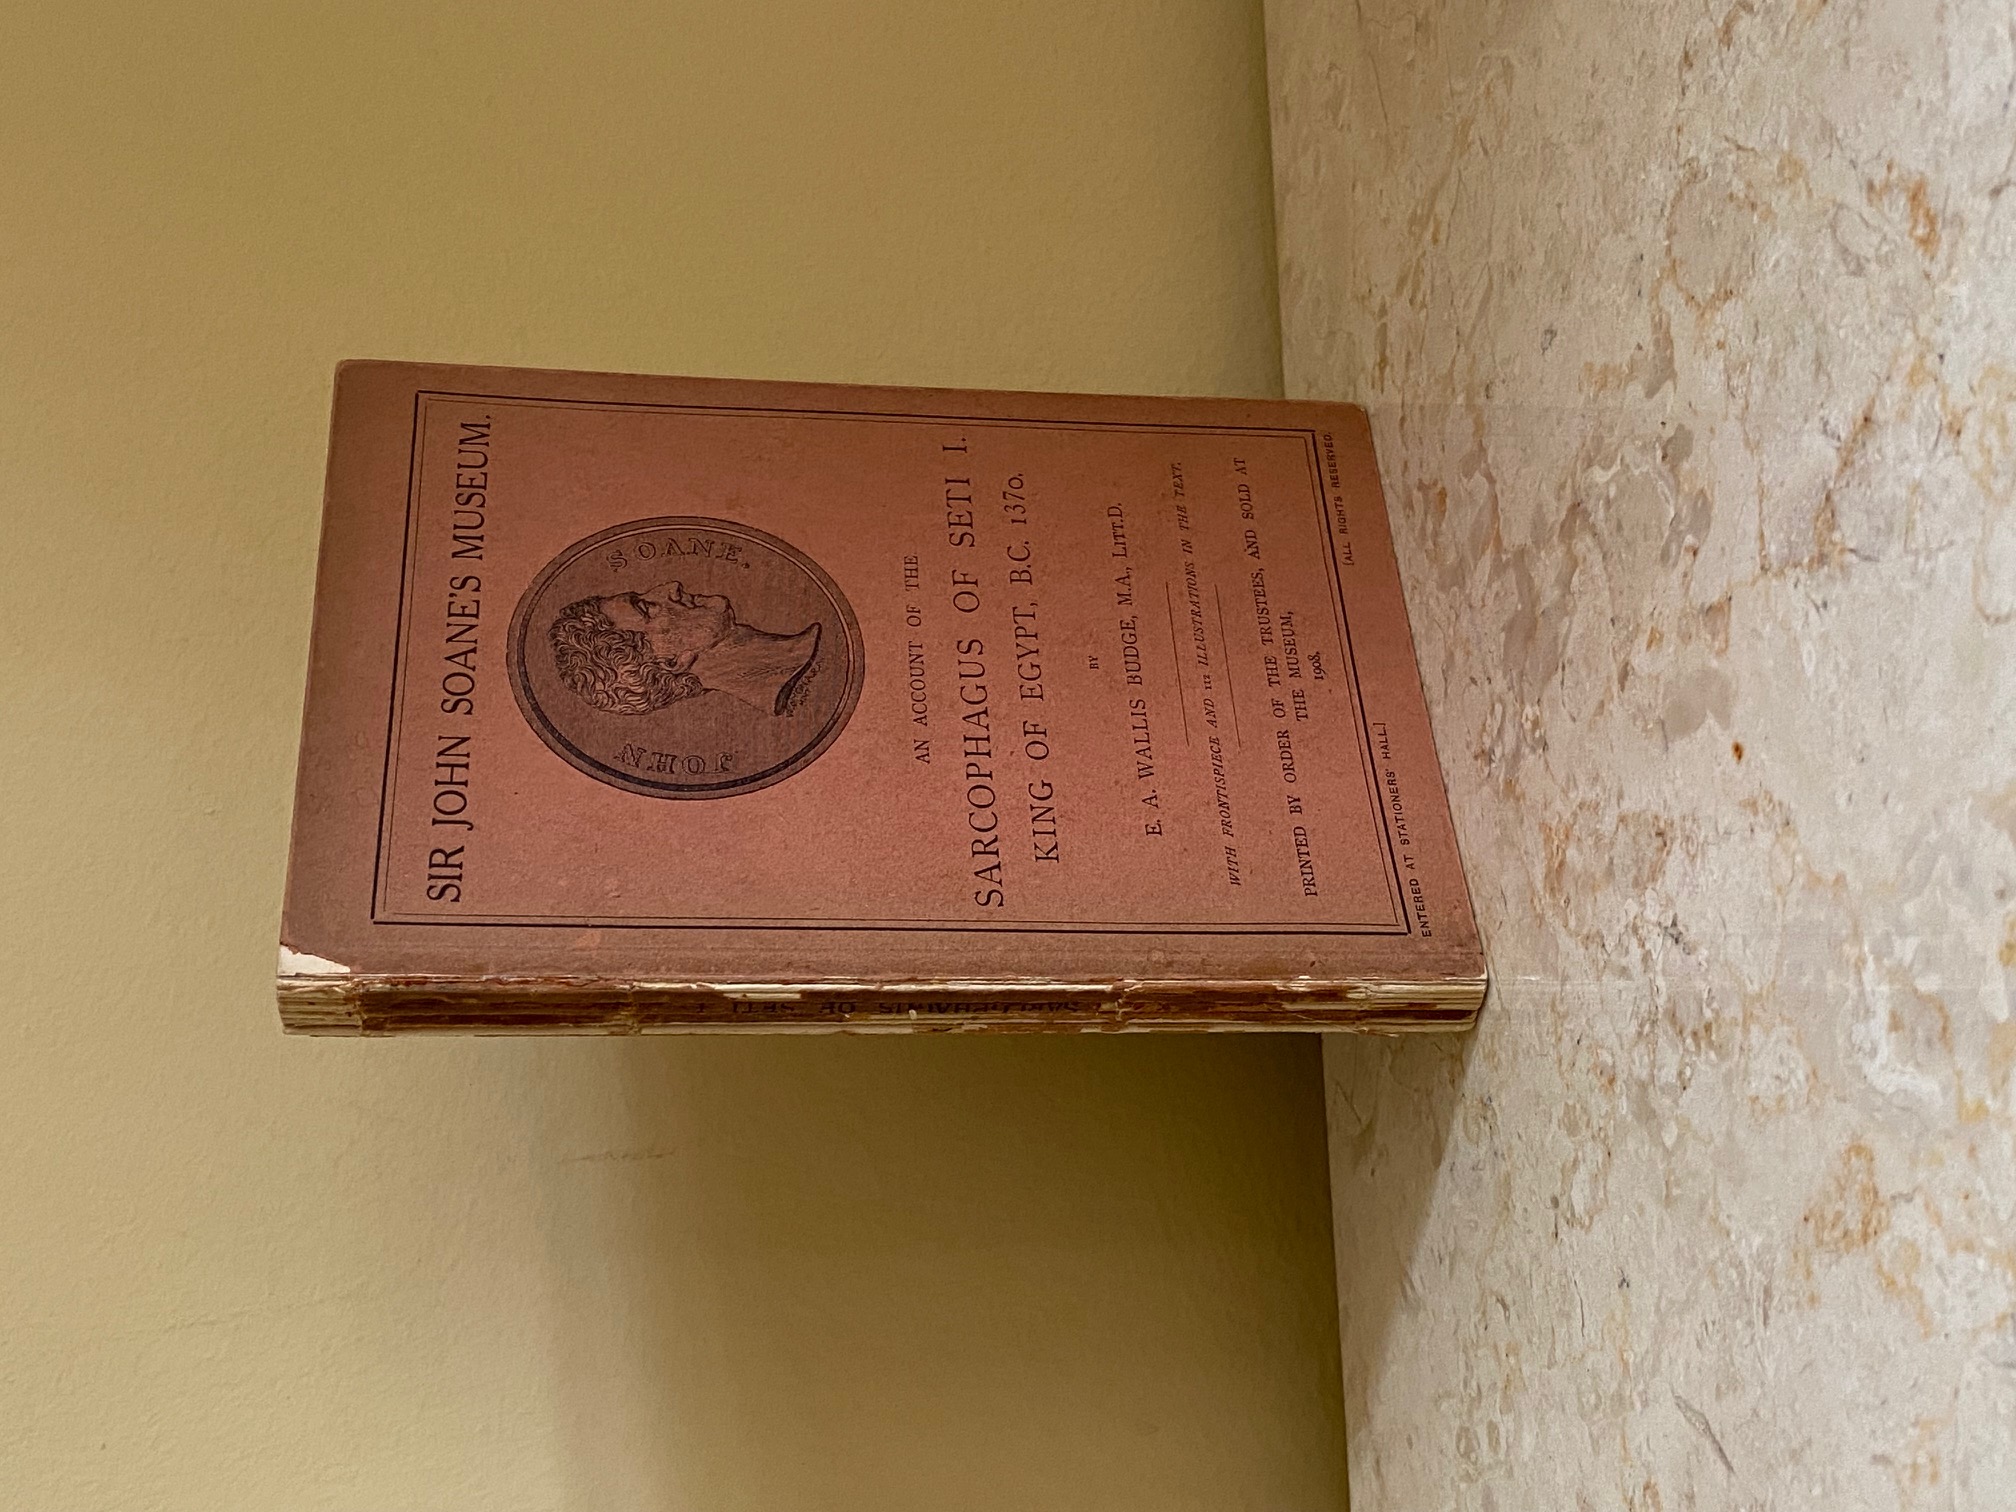 SIR JOHN SOANE'S MUSEUM.
JOHN SOANE.
AN ACCOUNT OF THE
SARCOPHAGUS OF SETI I.
KING OF EGYPT, B.C. 1370.
BY
E. A. WALLIS BUDGE, M.A., LITT.D.
WITH FRONTISPIECE AND 112 ILLUSTRATIONS IN THE TEXT.
PRINTED BY ORDER OF THE TRUSTEES, AND SOLD AT
THE MUSEUM,
1908.
ENTERED AT STATIONERS' HALL.] [ALL RIGHTS RESERVED.
OF SETI I